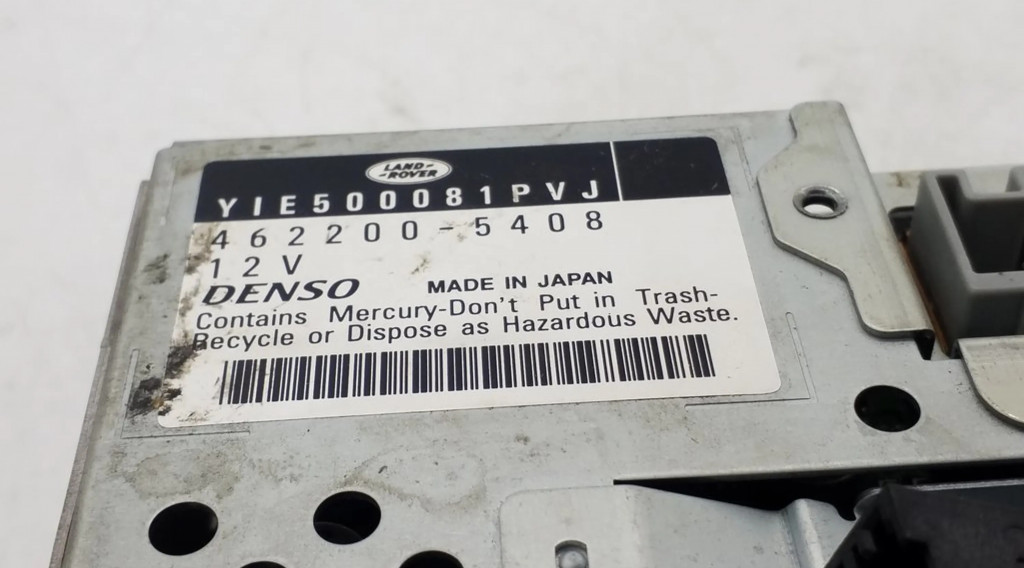 LAND-
-ROVER
YIE500081PVJ
462200-5408
12V
DENSO MADE IN JAPAN
Contains Mercury-Don't Put in Trash-
Recycle or Dispose as Hazardous Waste.